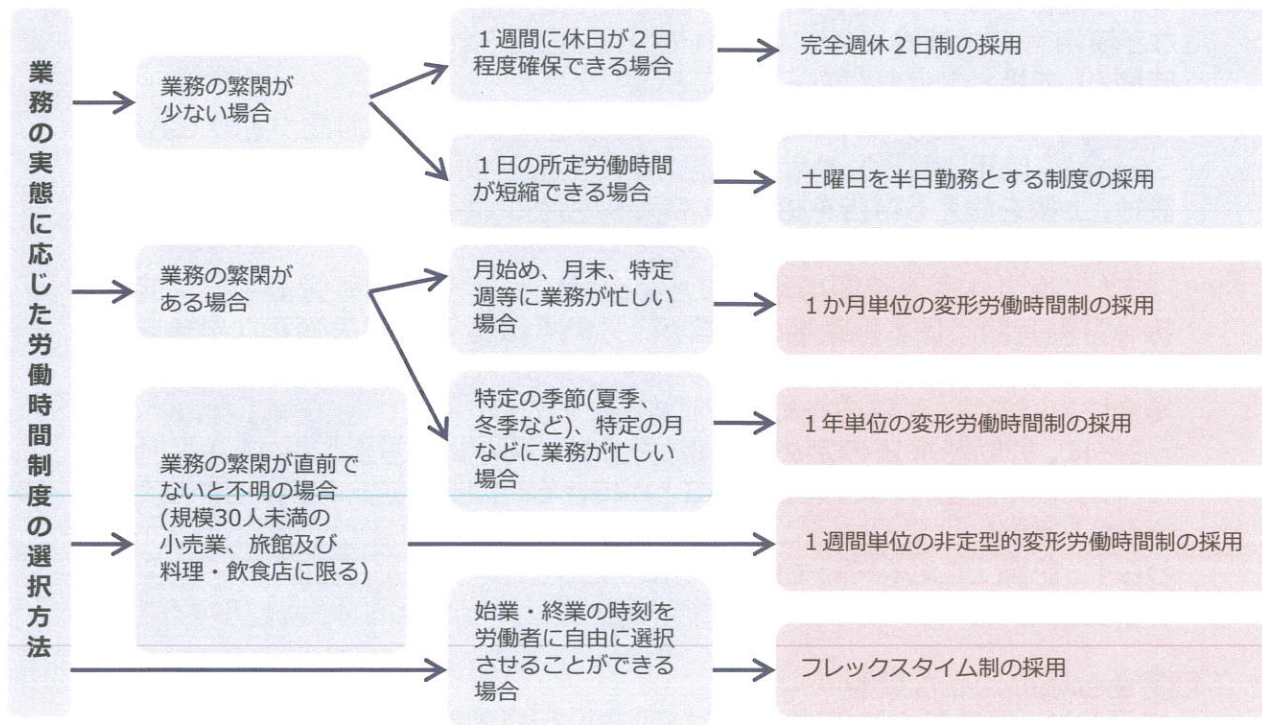 業務の実態に応じた労働時間制度の選択方法
業務の繁閑が
少ない場合
１週間に休日が２日
程度確保できる場合
完全週休２日制の採用
１日の所定労働時間
が短縮できる場合
土曜日を半日勤務とする制度の採用
業務の繁閑が
ある場合
月始め、月末、特定
週等に業務が忙しい
場合
１か月単位の変形労働時間制の採用
特定の季節(夏季、
冬季など)、特定の月
などに業務が忙しい
場合
１年単位の変形労働時間制の採用
業務の繁閑が直前で
ないと不明の場合
(規模30人未満の
小売業、旅館及び
料理・飲食店に限る)
１週間単位の非定型的変形労働時間制の採用
始業・終業の時刻を
労働者に自由に選択
させることができる
場合
フレックスタイム制の採用